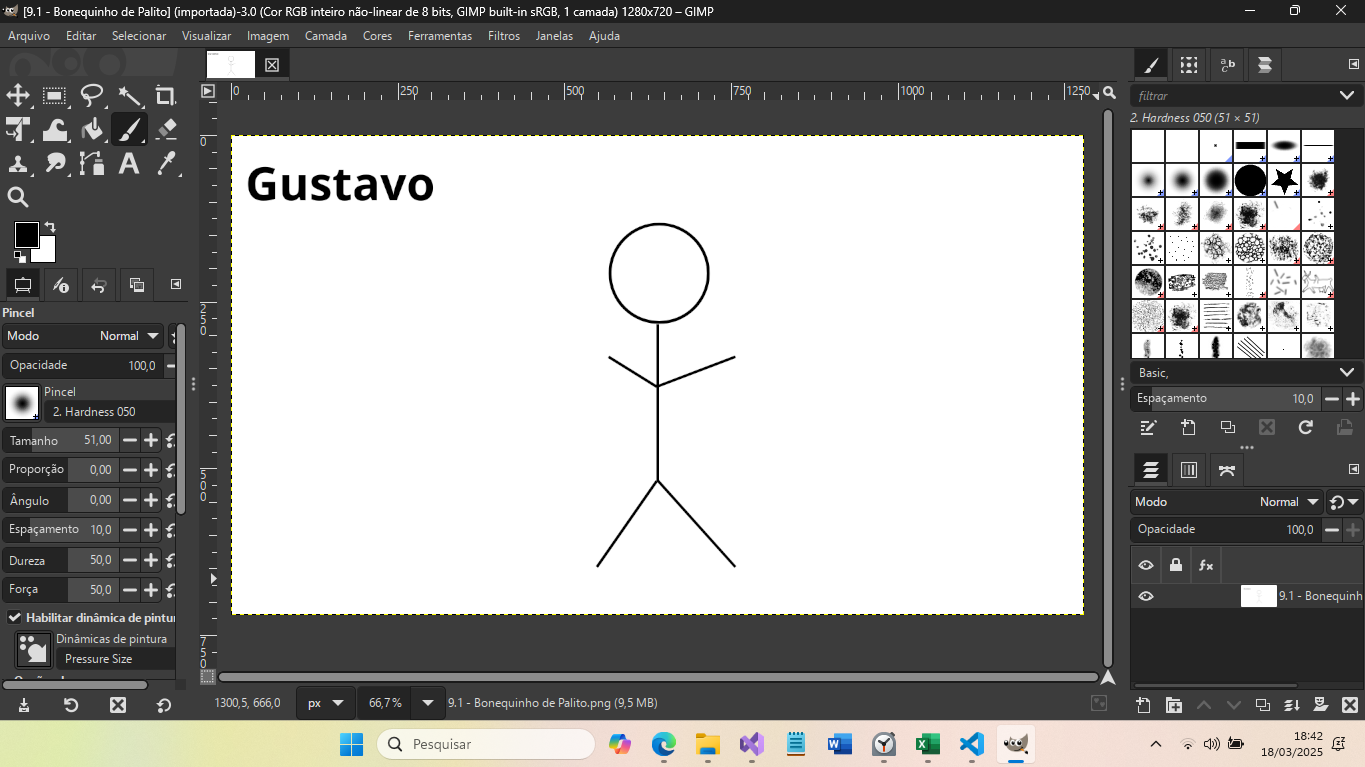 [9.1 - Bonequinho de Palito] (importada)-3.0 (Cor RGB inteiro não-linear de 8 bits, GIMP built-in sRGB, 1 camada) 1280x720 – GIMP
Arquivo Editar Selecionar Visualizar Imagem Camada Cores Ferramentas Filtros Janelas Ajuda
0 250 500 750 1000 1250
0
250
500
750
Gustavo
Pincel
Modo Normal
Opacidade 100,0
Pincel
2. Hardness 050
Tamanho 51,00
Proporção 0,00
Ângulo 0,00
Espaçamento 10,0
Dureza 50,0
Força 50,0
Habilitar dinâmica de pintur
Dinâmicas de pintura
Pressure Size
filtrar
2. Hardness 050 (51 × 51)
Basic,
Espaçamento 10,0
Modo Normal
Opacidade 100,0
fx
9.1 - Bonequinh
1300,5, 666,0 px 66,7% 9.1 - Bonequinho de Palito.png (9,5 MB)
Pesquisar
18:42
18/03/2025